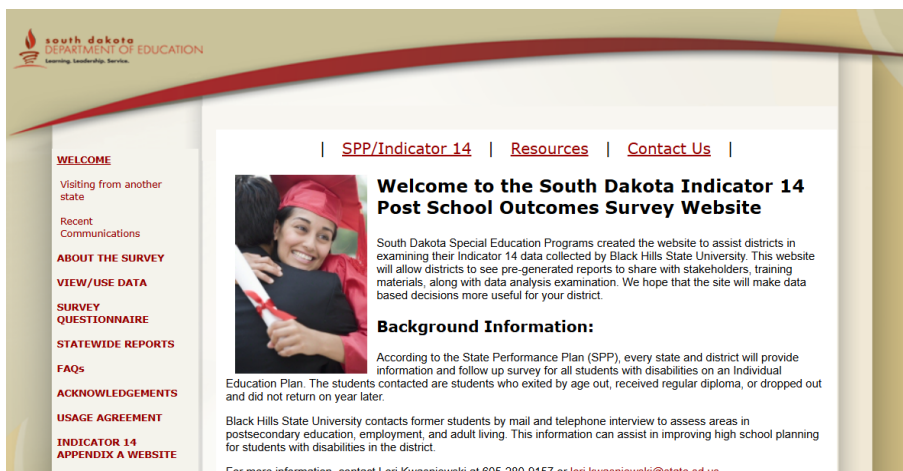 south dakota
DEPARTMENT OF EDUCATION
Learning. Leadership. Service.
| SPP/Indicator 14 | Resources | Contact Us |
WELCOME
Visiting from another
state
Recent
Communications
ABOUT THE SURVEY
VIEW/USE DATA
SURVEY
QUESTIONNAIRE
STATEWIDE REPORTS
FAQs
ACKNOWLEDGEMENTS
USAGE AGREEMENT
INDICATOR 14
APPENDIX A WEBSITE
Welcome to the South Dakota Indicator 14
Post School Outcomes Survey Website
South Dakota Special Education Programs created the website to assist districts in
examining their Indicator 14 data collected by Black Hills State University. This website
will allow districts to see pre-generated reports to share with stakeholders, training
materials, along with data analysis examination. We hope that the site will make data
based decisions more useful for your district.
Background Information:
According to the State Performance Plan (SPP), every state and district will provide
information and follow up survey for all students with disabilities on an Individual
Education Plan. The students contacted are students who exited by age out, received regular diploma, or dropped out
and did not return on year later.
Black Hills State University contacts former students by mail and telephone interview to assess areas in
postsecondary education, employment, and adult living. This information can assist in improving high school planning
for students with disabilities in the district.
For more information, contact